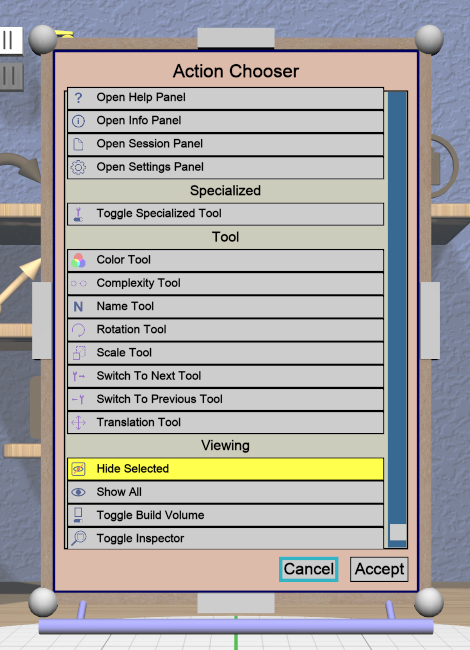 Action Chooser
? Open Help Panel
Open Info Panel
Open Session Panel
Open Settings Panel
Specialized
Toggle Specialized Tool
Tool
Color Tool
Complexity Tool
N Name Tool
Rotation Tool
Scale Tool
Switch To Next Tool
Switch To Previous Tool
Translation Tool
Viewing
Hide Selected
Show All
Toggle Build Volume
Toggle Inspector
Cancel Accept